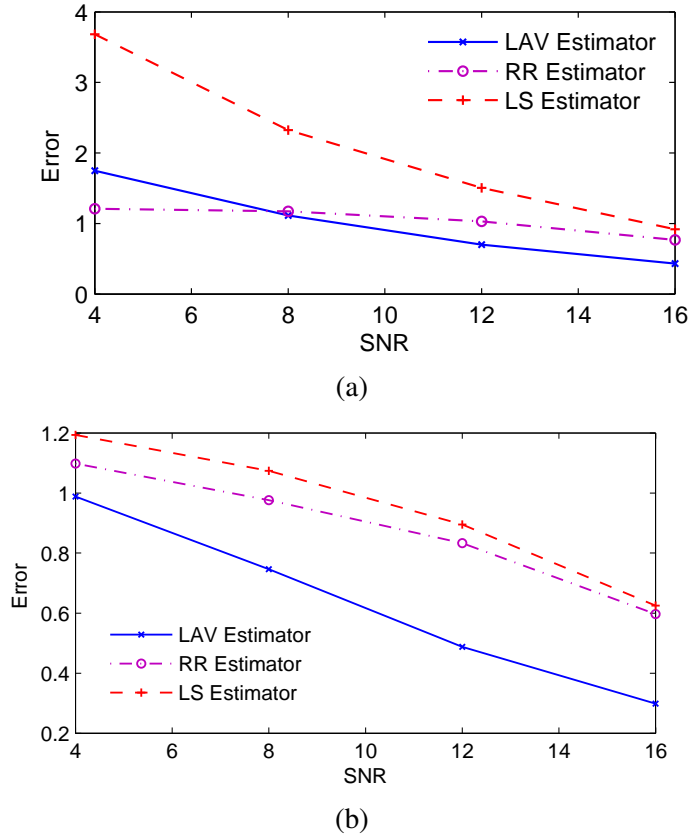 4
3
2
1
0
Error
LAV Estimator
RR Estimator
LS Estimator
4 6 8 10 12 14 16
SNR
(a)
1.2
1
0.8
0.6
0.4
0.2
Error
LAV Estimator
RR Estimator
LS Estimator
4 6 8 10 12 14 16
SNR
(b)